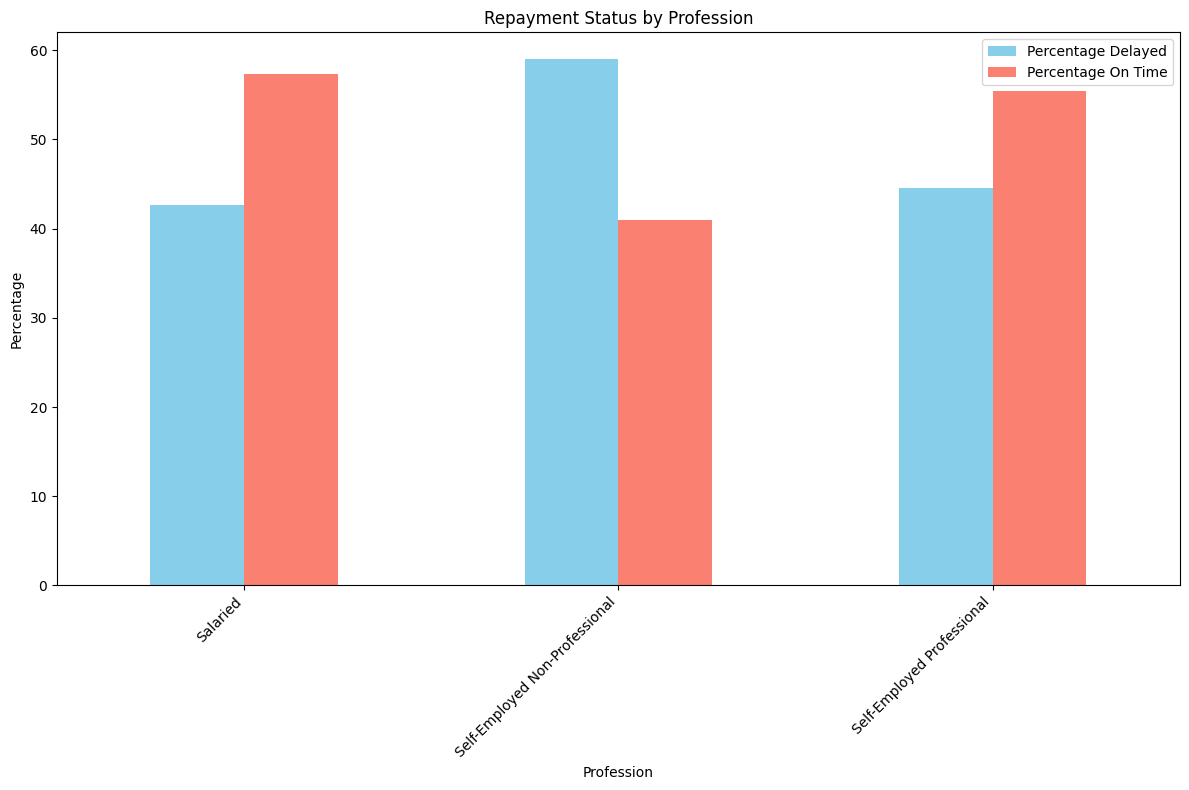 Repayment Status by Profession
Percentage Delayed
Percentage On Time
Percentage
60
50
40
30
20
10
0
Salaried
Self-Employed Non-Professional
Self-Employed Professional
Profession